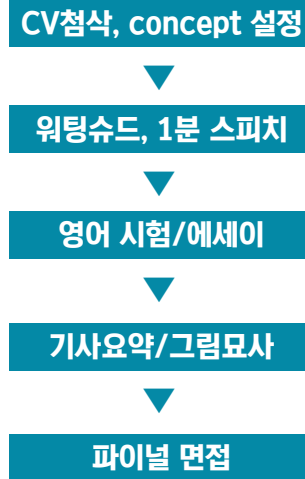 CV첨삭, concept 설정
워팅슈드, 1분 스피치
영어 시험/에세이
기사요약/그림묘사
파이널 면접